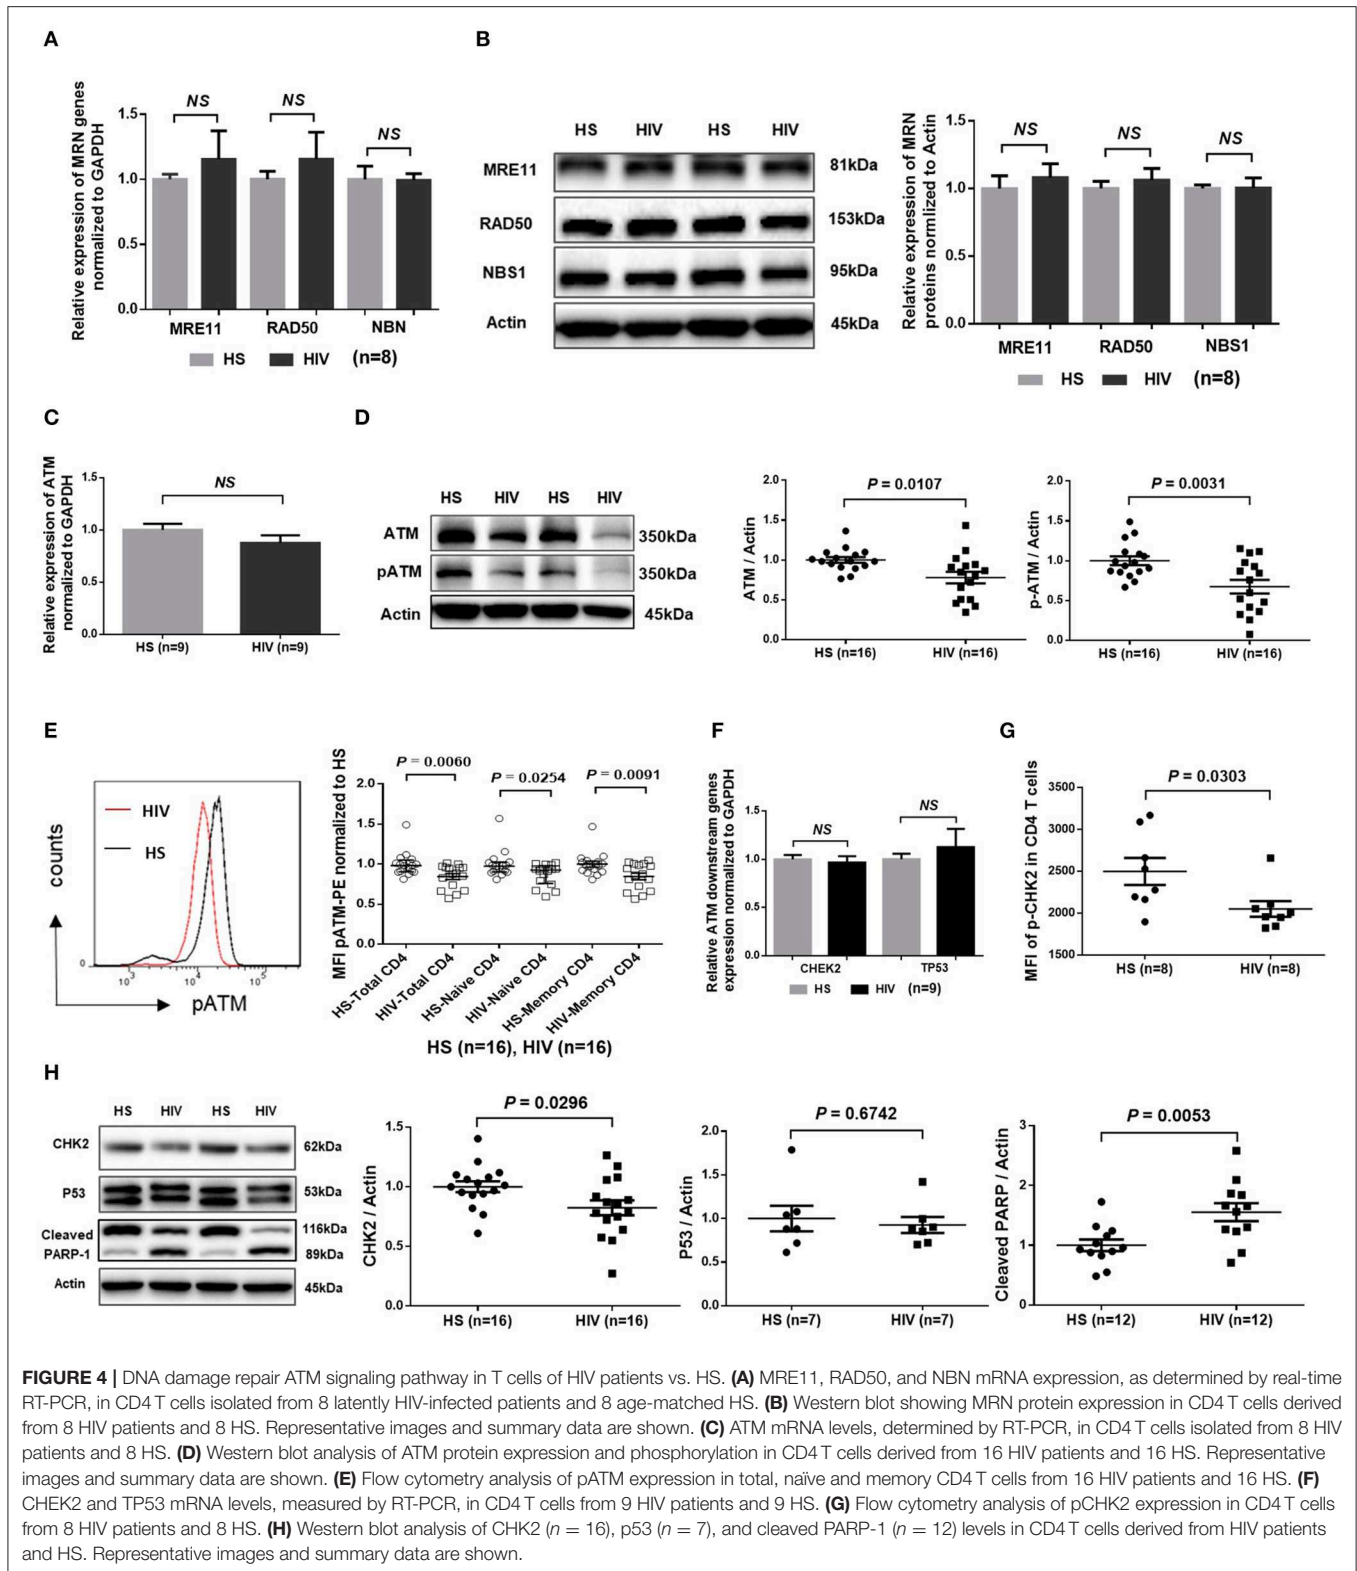 A
Relative expression of MRN genes
normalized to GAPDH
1.5
1.0
0.5
0.0
NS
NS
NS
MRE11 RAD50 NBN
HS HIV (n=8)
B
HS HIV HS HIV
MRE11 81kDa
RAD50 153kDa
NBS1 95kDa
Actin 45kDa
Relative expression of MRN
proteins normlized to Actin
1.5
1.0
0.5
0.0
NS
NS
NS
MRE11 RAD50 NBS1
HS HIV (n=8)
C
Relative expression of ATM
normalized to GAPDH
1.5
1.0
0.5
0.0
NS
HS (n=9) HIV (n=9)
D
HS HIV HS HIV
ATM 350kDa
pATM 350kDa
Actin 45kDa
ATM / Actin
2.0
1.5
1.0
0.5
0.0
P = 0.0107
HS (n=16) HIV (n=16)
p-ATM / Actin
2.0
1.5
1.0
0.5
0.0
P = 0.0031
HS (n=16) HIV (n=16)
E
counts
HIV
HS
0
10³ 10⁴ 10⁵
pATM
MFI pATM-PE normalized to HS
2.0
1.5
1.0
0.5
0.0
P = 0.0060
P = 0.0254
P = 0.0091
HS-Total CD4
HIV-Total CD4
HS-Naive CD4
HIV-Naive CD4
HS-Memory CD4
HIV-Memory CD4
HS (n=16), HIV (n=16)
F
Relative ATM downstream genes
expression normalized to GAPDH
1.5
1.0
0.5
0.0
NS
NS
CHEK2 TP53
HS HIV (n=9)
G
MFI of p-CHK2 in CD4 T cells
3500
3000
2500
2000
1500
P = 0.0303
HS (n=8) HIV (n=8)
H
HS HIV HS HIV
CHK2 62kDa
P53 53kDa
Cleaved 116kDa
PARP-1 89kDa
Actin 45kDa
CHK2 / Actin
1.5
1.0
0.5
0.0
P = 0.0296
HS (n=16) HIV (n=16)
P53 / Actin
2.0
1.5
1.0
0.5
0.0
P = 0.6742
HS (n=7) HIV (n=7)
Cleaved PARP / Actin
3
2
1
0
P = 0.0053
HS (n=12) HIV (n=12)
FIGURE 4 | DNA damage repair ATM signaling pathway in T cells of HIV patients vs. HS. (A) MRE11, RAD50, and NBN mRNA expression, as determined by real-time
RT-PCR, in CD4 T cells isolated from 8 latently HIV-infected patients and 8 age-matched HS. (B) Western blot showing MRN protein expression in CD4 T cells derived
from 8 HIV patients and 8 HS. Representative images and summary data are shown. (C) ATM mRNA levels, determined by RT-PCR, in CD4 T cells isolated from 8 HIV
patients and 8 HS. (D) Western blot analysis of ATM protein expression and phosphorylation in CD4 T cells derived from 16 HIV patients and 16 HS. Representative
images and summary data are shown. (E) Flow cytometry analysis of pATM expression in total, naïve and memory CD4 T cells from 16 HIV patients and 16 HS. (F)
CHEK2 and TP53 mRNA levels, measured by RT-PCR, in CD4 T cells from 9 HIV patients and 9 HS. (G) Flow cytometry analysis of pCHK2 expression in CD4 T cells
from 8 HIV patients and 8 HS. (H) Western blot analysis of CHK2 (n = 16), p53 (n = 7), and cleaved PARP-1 (n = 12) levels in CD4 T cells derived from HIV patients
and HS. Representative images and summary data are shown.